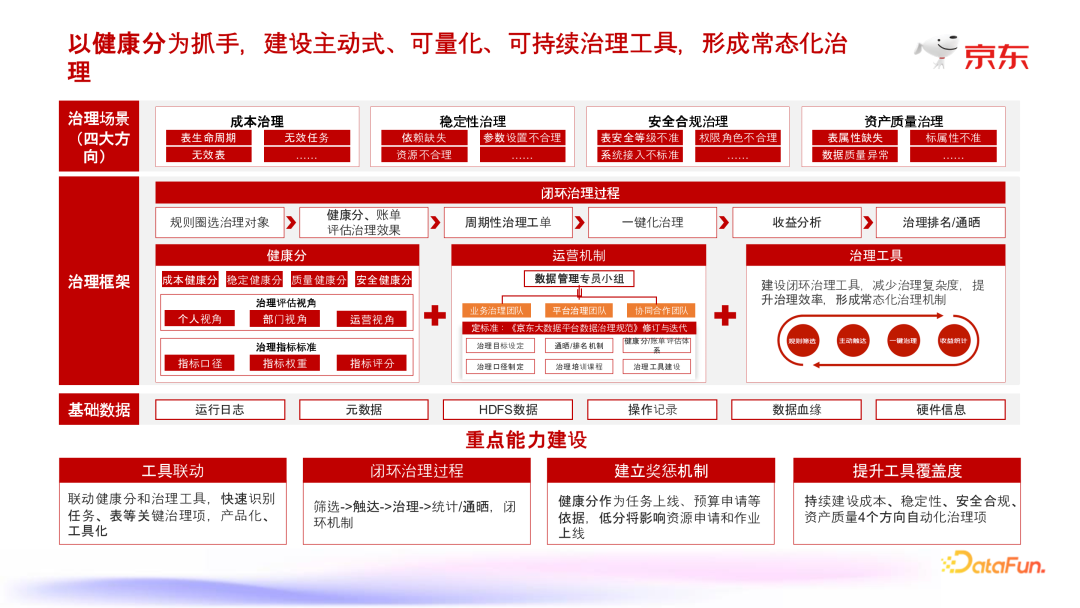 以健康分为抓手，建设主动式、可量化、可持续治理工具，形成常态化治
理
京东
治理场景
（四大方
向）
成本治理
表生命周期
无效任务
无效表
……
稳定性治理
依赖缺失
参数设置不合理
资源不合理
……
安全合规治理
表安全等级不准
权限角色不合理
系统接入不标准
……
资产质量治理
表属性缺失
标属性不准
数据质量异常
……
治理框架
闭环治理过程
规则圈选治理对象
健康分、账单
评估治理效果
周期性治理工单
一键化治理
收益分析
治理排名/通晒
健康分
成本健康分
稳定健康分
质量健康分
安全健康分
治理评估视角
个人视角
部门视角
运营视角
治理指标标准
指标口径
指标权重
指标评分
运营机制
数据管理专员小组
业务治理团队
平台治理团队
协同合作团队
定标准：《京东大数据平台数据治理规范》修订与迭代
治理目标设定
通晒/排名机制
健康分/账单评估体
系
治理口径制定
治理培训课程
治理工具建设
治理工具
建设闭环治理工具，减少治理复杂度，提
升治理效率，形成常态化治理机制
规则筛选
主动触达
一键治理
收益统计
基础数据
运行日志
元数据
HDFS数据
操作记录
数据血缘
硬件信息
重点能力建设
工具联动
联动健康分和治理工具，快速识别
任务、表等关键治理项，产品化、
工具化
闭环治理过程
筛选->触达->治理->统计/通晒，闭
环机制
建立奖惩机制
健康分作为任务上线、预算申请等
依据，低分将影响资源申请和作业
上线
提升工具覆盖度
持续建设成本、稳定性、安全合规、
资产质量4个方向自动化治理项
DataFun.